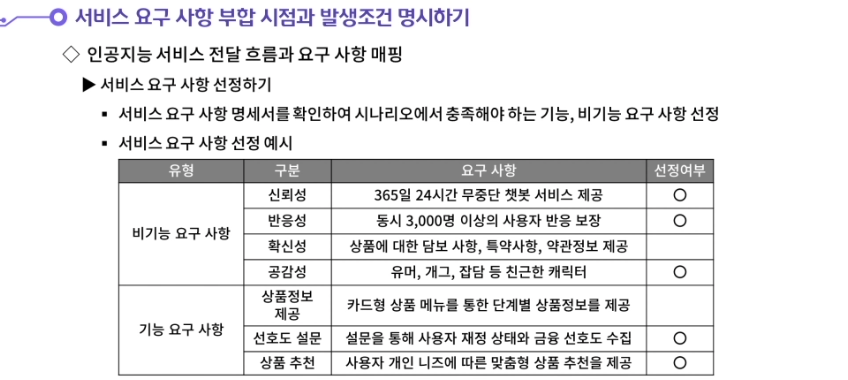 서비스 요구 사항 부합 시점과 발생조건 명시하기
◇ 인공지능 서비스 전달 흐름과 요구 사항 매핑
▶ 서비스 요구 사항 선정하기
▪ 서비스 요구 사항 명세서를 확인하여 시나리오에서 충족해야 하는 기능, 비기능 요구 사항 선정
▪ 서비스 요구 사항 선정 예시
유형 구분 요구 사항 선정여부
비기능 요구 사항
신뢰성 365일 24시간 무중단 챗봇 서비스 제공 ○
반응성 동시 3,000명 이상의 사용자 반응 보장 ○
확신성 상품에 대한 담보 사항, 특약사항, 약관정보 제공
공감성 유머, 개그, 잡담 등 친근한 캐릭터 ○
기능 요구 사항
상품정보
제공 카드형 상품 메뉴를 통한 단계별 상품정보를 제공
선호도 설문 설문을 통해 사용자 재정 상태와 금융 선호도 수집 ○
상품 추천 사용자 개인 니즈에 따른 맞춤형 상품 추천을 제공 ○